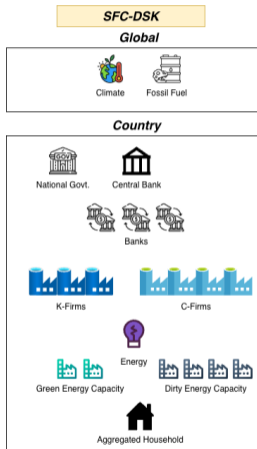 SFC-DSK
Global
Climate Fossil Fuel
Country
National Govt. Central Bank
Banks
K-Firms C-Firms
Energy
Green Energy Capacity Dirty Energy Capacity
Aggregated Household